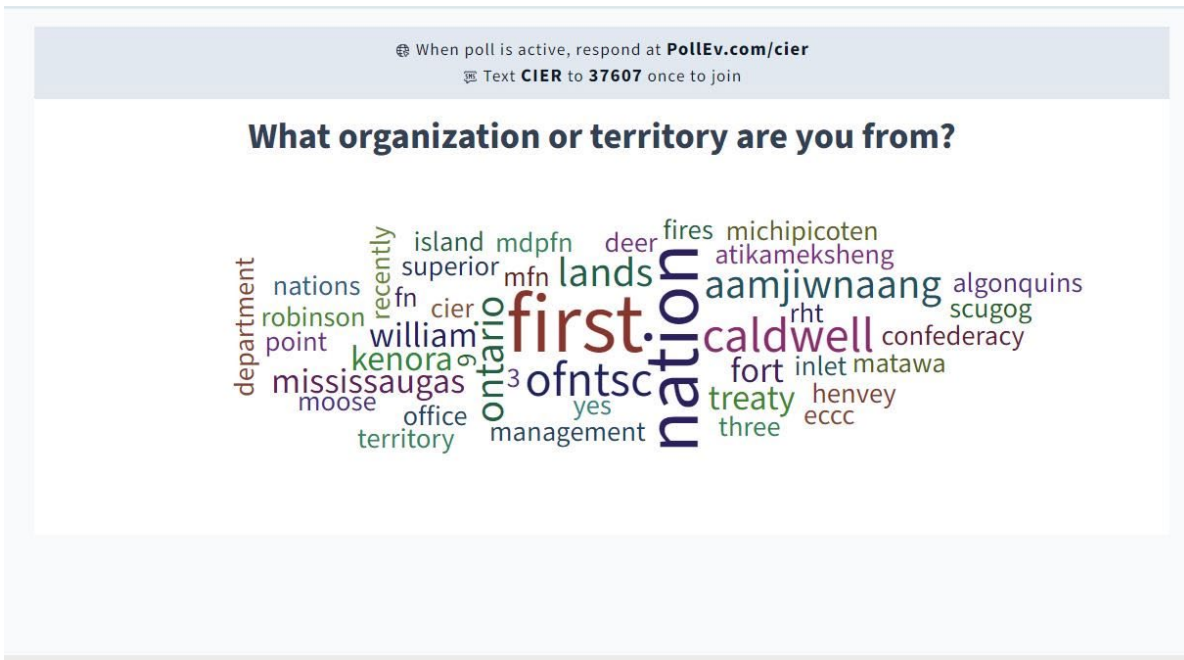 When poll is active, respond at PollEv.com/cier
Text CIER to 37607 once to join
What organization or territory are you from?
fires michipicoten
recently island mdpfn deer atikameksheng
department nations superior mfn lands nation aamjiwnaang algonquins
robinson fn cier ontario first rht scugog
point william caldwell confederacy
kenora 9 3 ofntsc fort inlet matawa
mississaugas treaty henvey
moose office yes eccc
territory management three